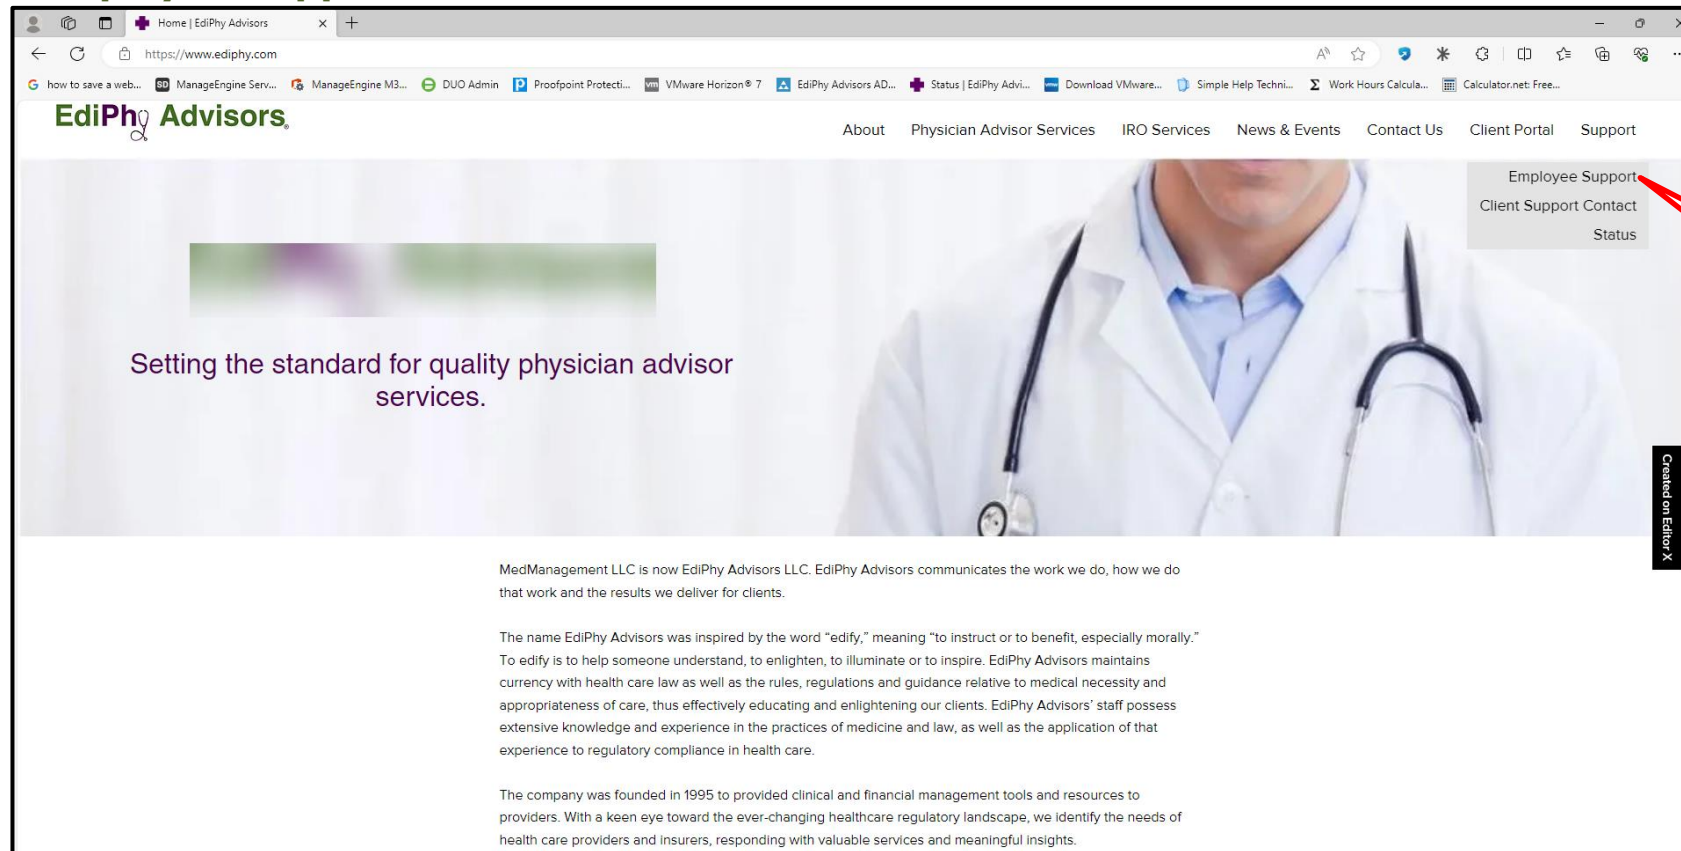 Home | EdiPhy Advisors
https://www.ediphy.com
how to save a web... ManageEngine Serv... ManageEngine M3... DUO Admin Proofpoint Protecti... VMware Horizon® 7 EdiPhy Advisors AD... Status | EdiPhy Advi... Download VMware... Simple Help Techni... Work Hours Calcula... Calculator.net: Free...
EdiPhy Advisors®
About Physician Advisor Services IRO Services News & Events Contact Us Client Portal Support
Employee Support
Client Support Contact
Status
Setting the standard for quality physician advisor
services.
Created on Editor X
MedManagement LLC is now EdiPhy Advisors LLC. EdiPhy Advisors communicates the work we do, how we do
that work and the results we deliver for clients.
The name EdiPhy Advisors was inspired by the word “edify,” meaning “to instruct or to benefit, especially morally.”
To edify is to help someone understand, to enlighten, to illuminate or to inspire. EdiPhy Advisors maintains
currency with health care law as well as the rules, regulations and guidance relative to medical necessity and
appropriateness of care, thus effectively educating and enlightening our clients. EdiPhy Advisors’ staff possess
extensive knowledge and experience in the practices of medicine and law, as well as the application of that
experience to regulatory compliance in health care.
The company was founded in 1995 to provided clinical and financial management tools and resources to
providers. With a keen eye toward the ever-changing healthcare regulatory landscape, we identify the needs of
health care providers and insurers, responding with valuable services and meaningful insights.